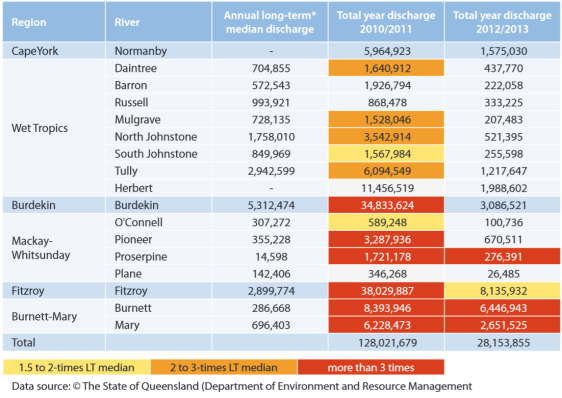 Region River Annual long-term* median discharge Total year discharge 2010/2011 Total year discharge 2012/2013
CapeYork Normanby - 5,964,923 1,575,030
Wet Tropics Daintree 704,855 1,640,912 437,770
Barron 572,543 1,926,794 222,058
Russell 993,921 868,478 333,225
Mulgrave 728,135 1,528,046 207,483
North Johnstone 1,758,010 3,542,914 521,395
South Johnstone 849,969 1,567,984 255,598
Tully 2,942,599 6,094,549 1,217,647
Herbert - 11,456,519 1,988,602
Burdekin Burdekin 5,312,474 34,833,624 3,086,521
Mackay-Whitsunday O'Connell 307,272 589,248 100,736
Pioneer 355,228 3,287,936 670,511
Proserpine 14,598 1,721,178 276,391
Plane 142,406 346,268 26,485
Fitzroy Fitzroy 2,899,774 38,029,887 8,135,932
Burnett-Mary Burnett 286,668 8,393,946 6,446,943
Mary 696,403 6,228,473 2,651,525
Total 128,021,679 28,153,855
1.5 to 2-times LT median 2 to 3-times LT median more than 3 times
Data source: © The State of Queensland (Department of Environment and Resource Management